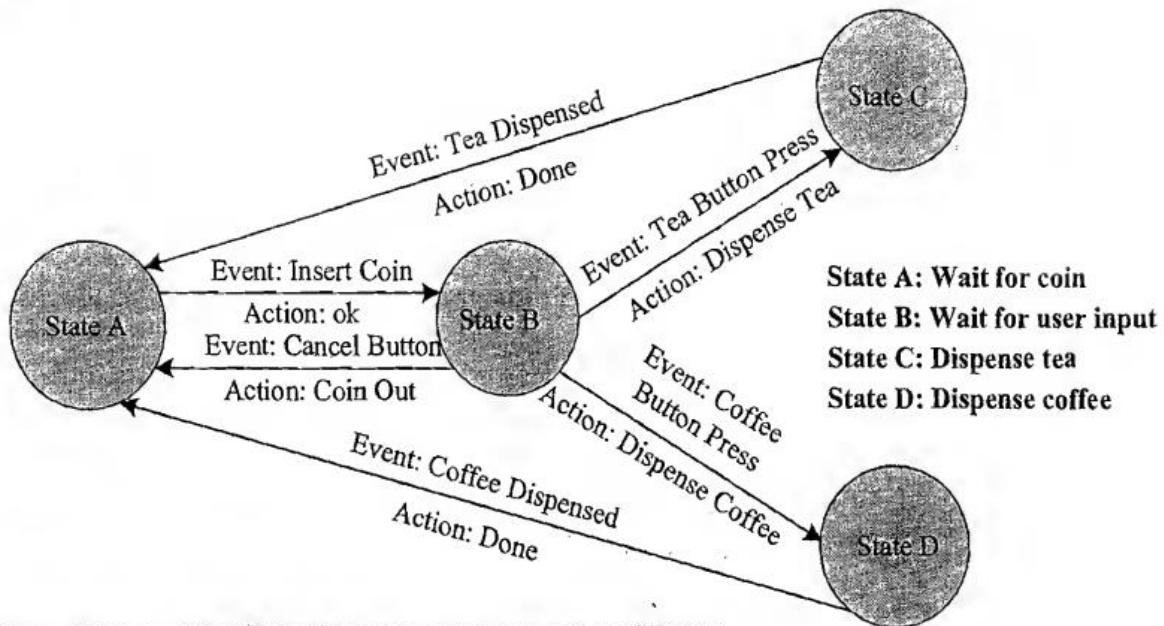 State C
Event: Tea Dispensed
Action: Done
Event: Tea Button Press
Action: Dispense Tea
State A
Event: Insert Coin
Action: ok
Event: Cancel Button
Action: Coin Out
State B
State A: Wait for coin
State B: Wait for user input
State C: Dispense tea
State D: Dispense coffee
Event: Coffee
Button Press
Action: Dispense Coffee
Event: Coffee Dispensed
Action: Done
State D